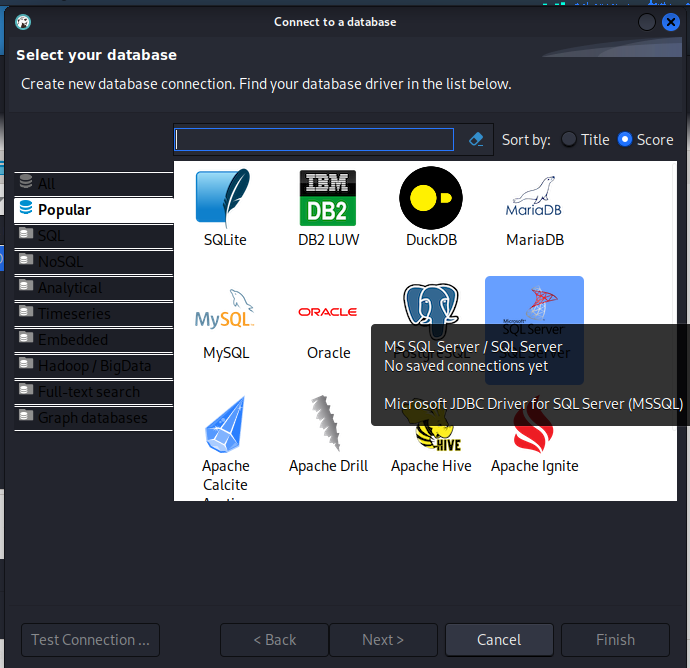 Connect to a database
Select your database
Create new database connection. Find your database driver in the list below.
Sort by: Title Score
All
Popular
SQL
NoSQL
Analytical
Timeseries
Embedded
Hadoop / BigData
Full-text search
Graph databases
SQLite
IBM
DB2
DB2 LUW
DuckDB
MariaDB
MariaDB
MySQL
MySQL
ORACLE
Oracle
PostgreSQL
Microsoft
SQL Server
SQL Server
MS SQL Server / SQL Server
No saved connections yet
Microsoft JDBC Driver for SQL Server (MSSQL)
Apache
Calcite
Apache Drill
HIVE
Apache Hive
Apache Ignite
Test Connection ...
< Back
Next >
Cancel
Finish